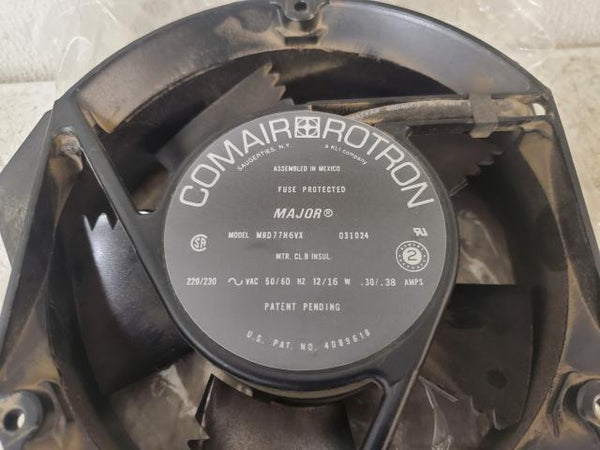 COMAIR ROTRON
SAUGERTIES, N.Y. a KLI company
ASSEMBLED IN MEXICO
FUSE PROTECTED
MAJOR®
MODEL MRD77H6VX 031024
MTR. CL.B INSUL.
220/230 ~ VAC 50/60 HZ 12/16 W .30/.38 AMPS
PATENT PENDING
U.S. PAT. NO. 4089618
2